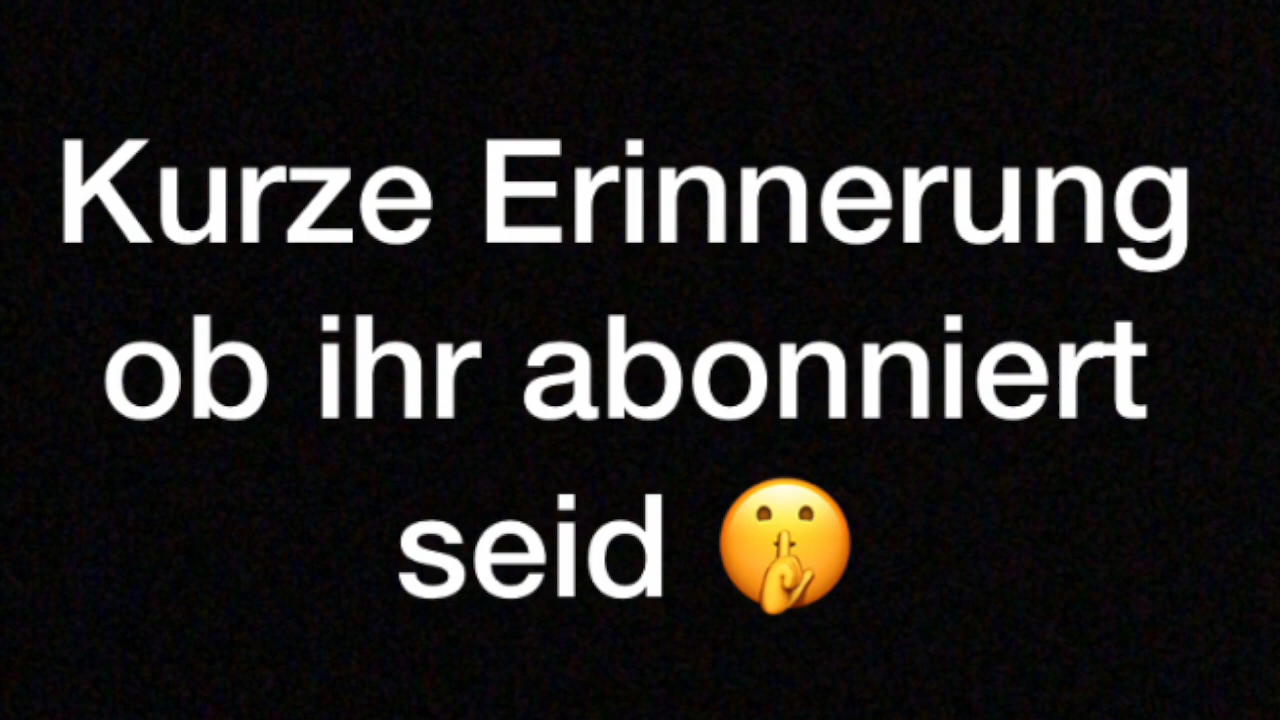 Kurze Erinnerung
ob ihr abonniert
seid 🤫